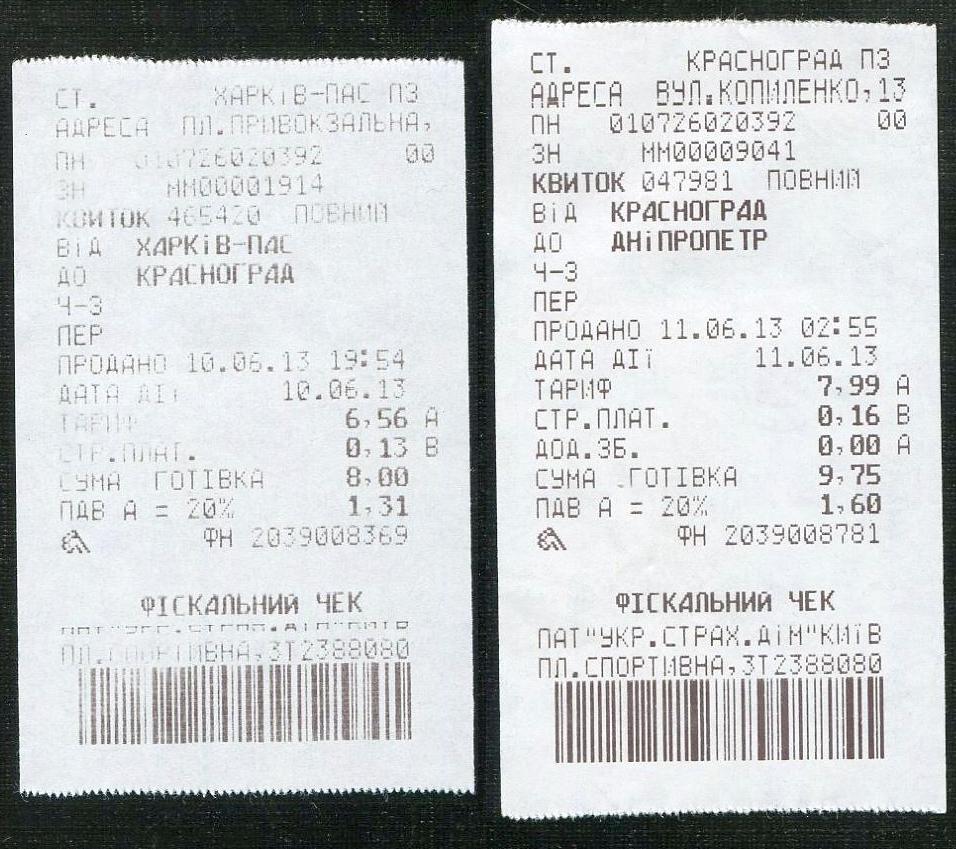 СТ. ХАРКіВ-ПАС ПЗ
АДРЕСА ПЛ.ПРИВОКЗАЛЬНА,
ПН 010726020392 00
ЗН ММ00001914
КВИТОК 465420 ПОВНИЙ
ВіД ХАРКіВ-ПАС
ДО КРАСНОГРАД
Ч-З
ПЕР
ПРОДАНО 10.06.13 19:54
ДАТА ДІї 10.06.13
ТАРИФ 6,56 А
СТР.ПЛАТ. 0,13 В
СУМА ГОТІВКА 8,00
ПДВ А = 20% 1,31
ФН 2039008369
ФІСКАЛЬНИЙ ЧЕК
ПАТ"УКР.СТРАХ.ДІМ"КИЇВ
ПЛ.СПОРТИВНА,3Т2388080
СТ. КРАСНОГРАД ПЗ
АДРЕСА ВУЛ.КОПИЛЕНКО,13
ПН 010726020392 00
ЗН ММ00009041
КВИТОК 047981 ПОВНИЙ
ВіД КРАСНОГРАД
ДО ДНіПРОПЕТР
Ч-З
ПЕР
ПРОДАНО 11.06.13 02:55
ДАТА ДІї 11.06.13
ТАРИФ 7,99 А
СТР.ПЛАТ. 0,16 В
ДОД.ЗБ. 0,00 А
СУМА .ГОТІВКА 9,75
ПДВ А = 20% 1,60
ФН 2039008781
ФІСКАЛЬНИЙ ЧЕК
ПАТ"УКР.СТРАХ.ДіМ"КИЇВ
ПЛ.СПОРТИВНА,3Т2388080